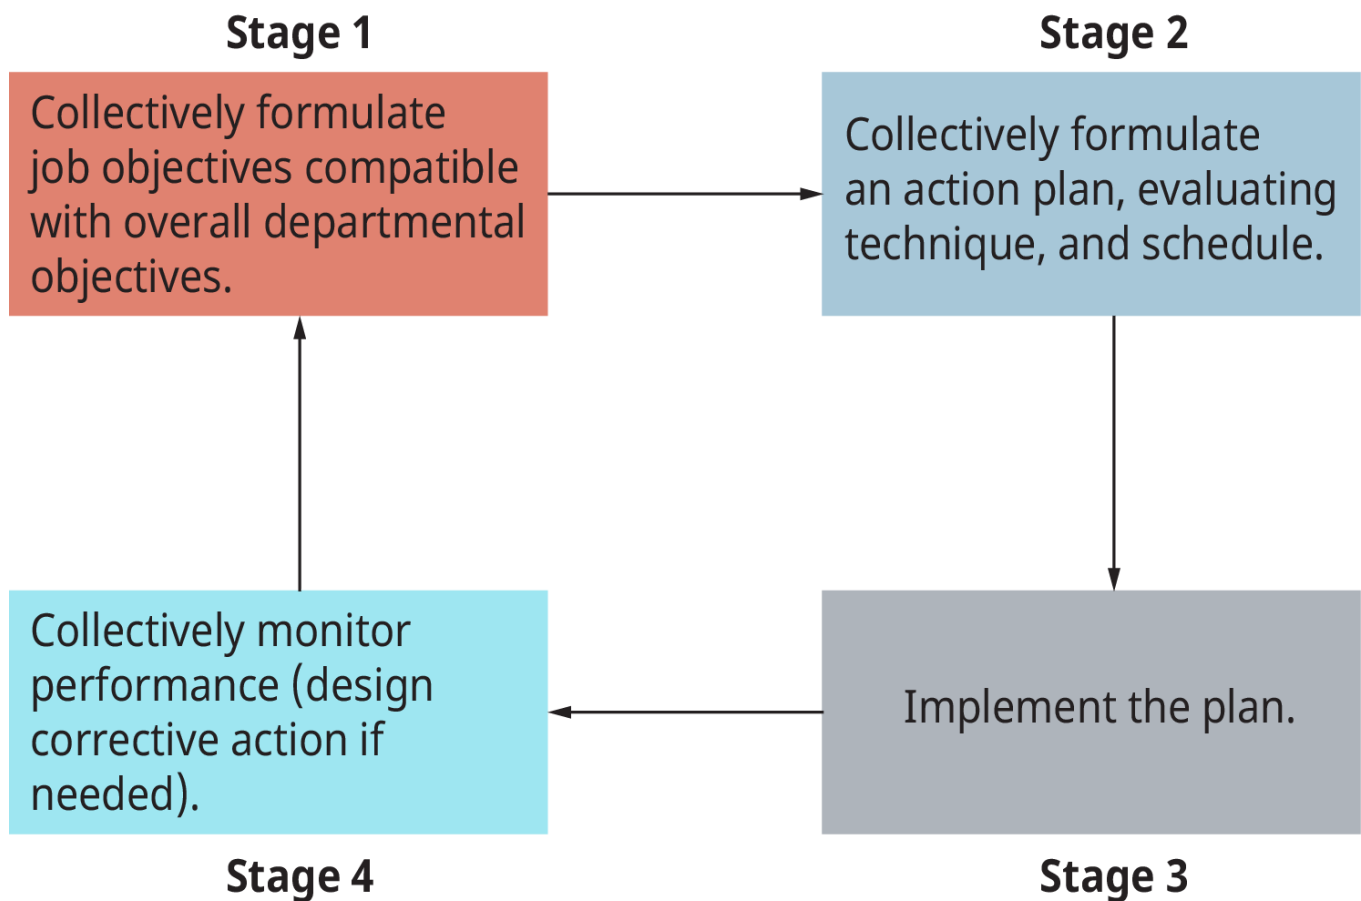 Stage 1
Collectively formulate
job objectives compatible
with overall departmental
objectives.
Stage 2
Collectively formulate
an action plan, evaluating
technique, and schedule.
Collectively monitor
performance (design
corrective action if
needed).
Stage 4
Implement the plan.
Stage 3